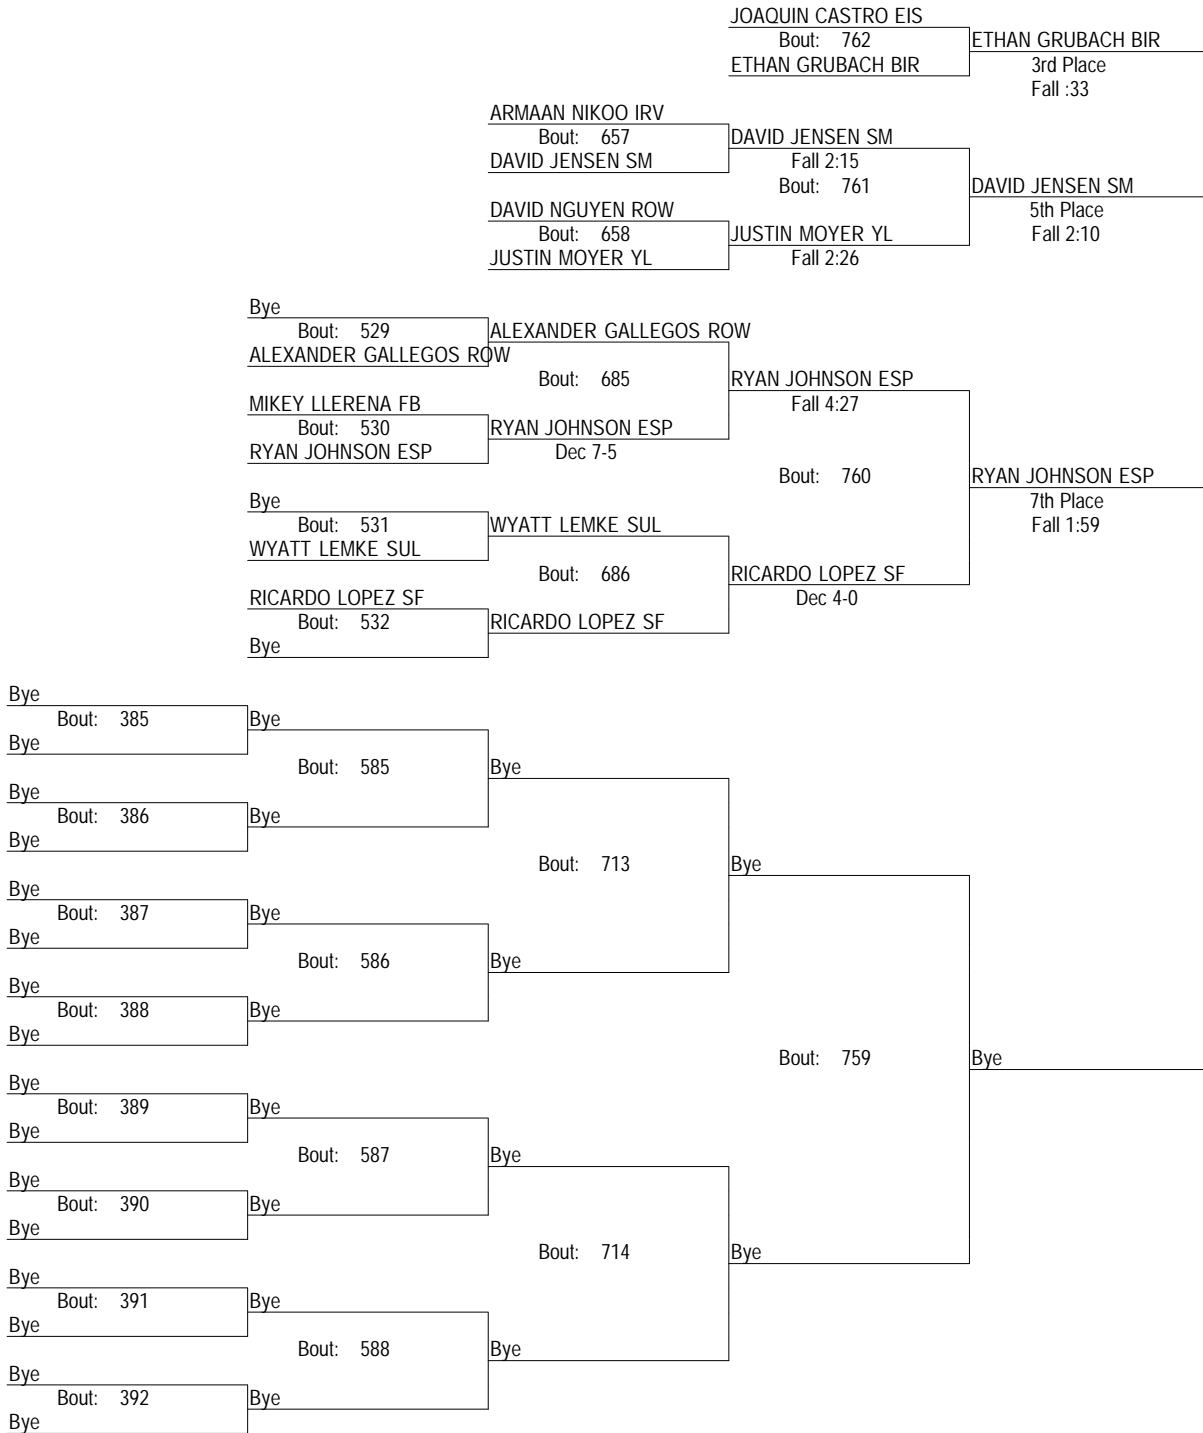 JOAQUIN CASTRO EIS
Bout: 762
ETHAN GRUBACH BIR
ETHAN GRUBACH BIR
3rd Place
Fall :33
ARMAAN NIKOO IRV
Bout: 657
DAVID JENSEN SM
DAVID JENSEN SM
Fall 2:15
Bout: 761
DAVID JENSEN SM
5th Place
Fall 2:10
DAVID NGUYEN ROW
Bout: 658
JUSTIN MOYER YL
JUSTIN MOYER YL
Fall 2:26
Bye
Bout: 529
ALEXANDER GALLEGOS ROW
ALEXANDER GALLEGOS ROW
Bout: 685
RYAN JOHNSON ESP
Fall 4:27
MIKEY LLERENA FB
Bout: 530
RYAN JOHNSON ESP
RYAN JOHNSON ESP
Dec 7-5
Bout: 760
RYAN JOHNSON ESP
7th Place
Fall 1:59
Bye
Bout: 531
WYATT LEMKE SUL
WYATT LEMKE SUL
Bout: 686
RICARDO LOPEZ SF
Dec 4-0
RICARDO LOPEZ SF
Bout: 532
Bye
RICARDO LOPEZ SF
Bye
Bout: 385
Bye
Bye
Bout: 585
Bye
Bye
Bout: 386
Bye
Bye
Bout: 713
Bye
Bye
Bout: 387
Bye
Bye
Bout: 586
Bye
Bye
Bout: 388
Bye
Bye
Bout: 759
Bye
Bye
Bout: 389
Bye
Bye
Bout: 587
Bye
Bye
Bout: 390
Bye
Bye
Bout: 714
Bye
Bye
Bout: 391
Bye
Bye
Bout: 588
Bye
Bye
Bout: 392
Bye
Bye